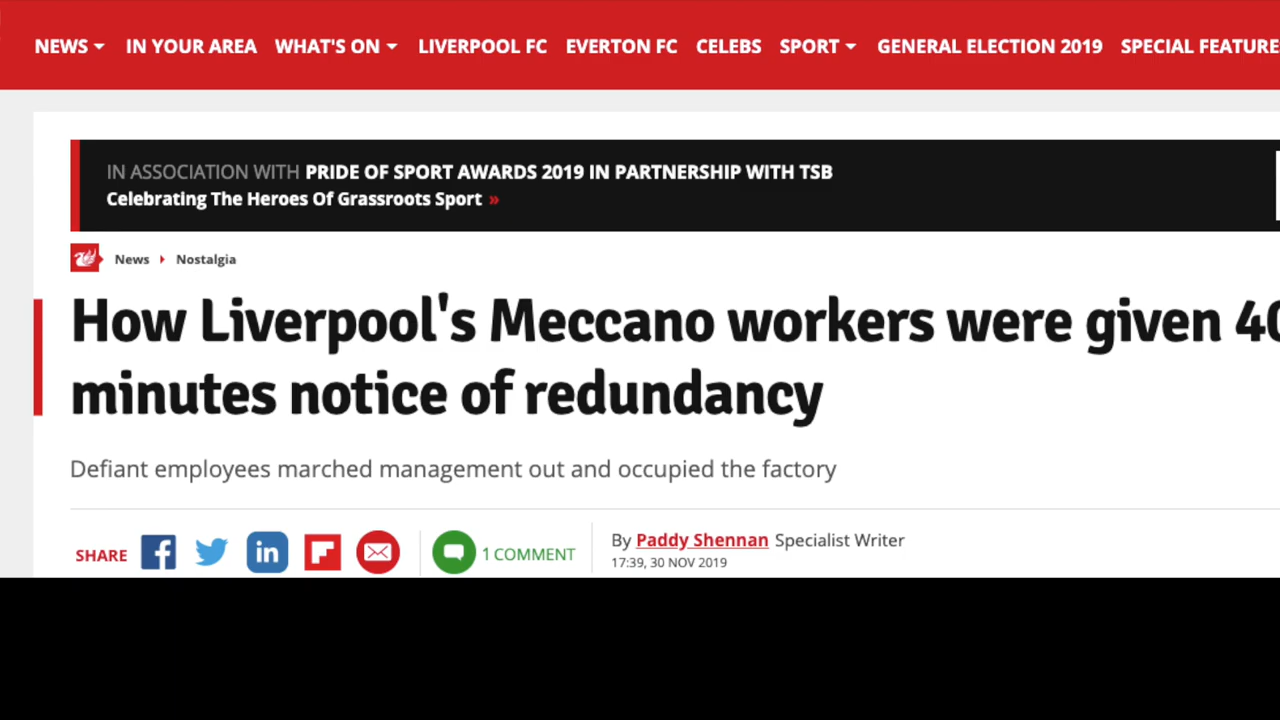 NEWS IN YOUR AREA WHAT'S ON LIVERPOOL FC EVERTON FC CELEBS SPORT GENERAL ELECTION 2019 SPECIAL FEATURE
IN ASSOCIATION WITH PRIDE OF SPORT AWARDS 2019 IN PARTNERSHIP WITH TSB
Celebrating The Heroes Of Grassroots Sport »
News Nostalgia
How Liverpool's Meccano workers were given 40
minutes notice of redundancy
Defiant employees marched management out and occupied the factory
SHARE 1 COMMENT By Paddy Shennan Specialist Writer
17:39, 30 NOV 2019